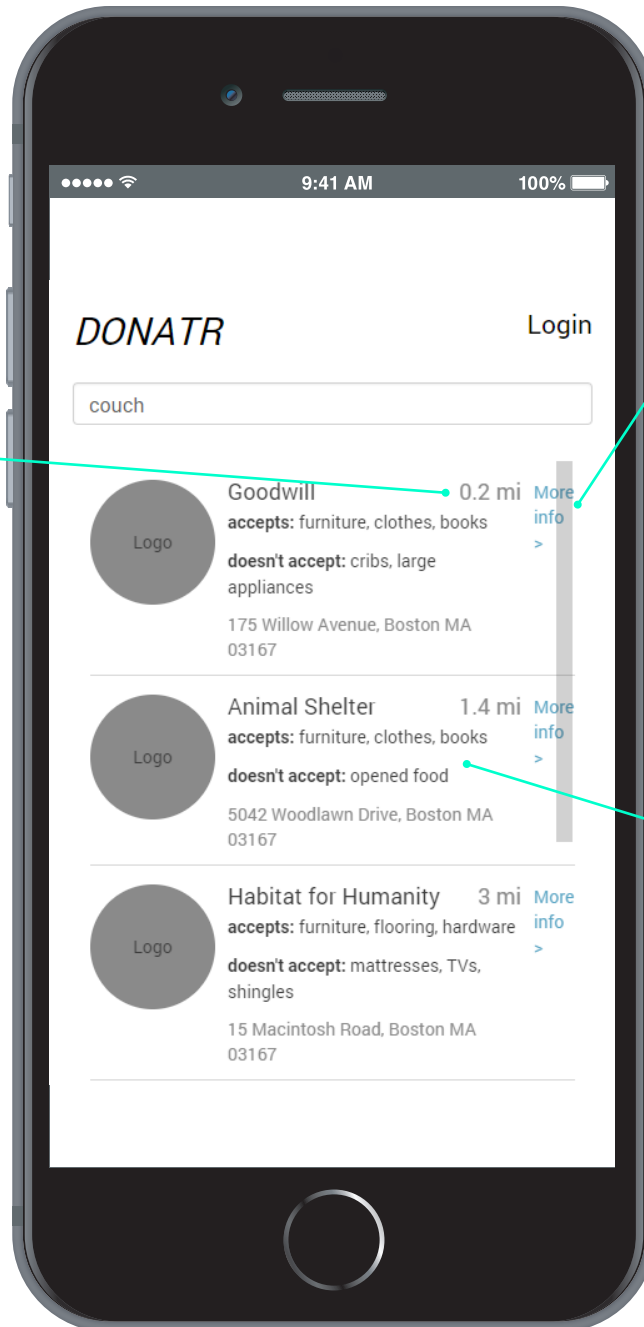 9:41 AM 100%
DONATR Login
couch
Logo
Goodwill 0.2 mi More
info
>
accepts: furniture, clothes, books
doesn't accept: cribs, large
appliances
175 Willow Avenue, Boston MA
03167
Logo
Animal Shelter 1.4 mi More
info
>
accepts: furniture, clothes, books
doesn't accept: opened food
5042 Woodlawn Drive, Boston MA
03167
Logo
Habitat for Humanity 3 mi More
info
>
accepts: furniture, flooring, hardware
doesn't accept: mattresses, TVs,
shingles
15 Macintosh Road, Boston MA
03167